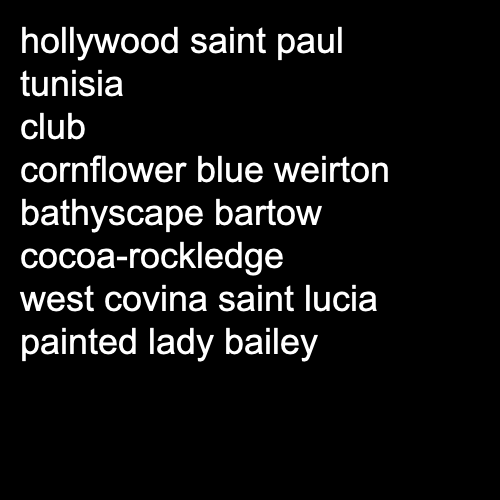 hollywood saint paul
tunisia
club
cornflower blue weirton
bathyscape bartow
cocoa-rockledge
west covina saint lucia
painted lady bailey